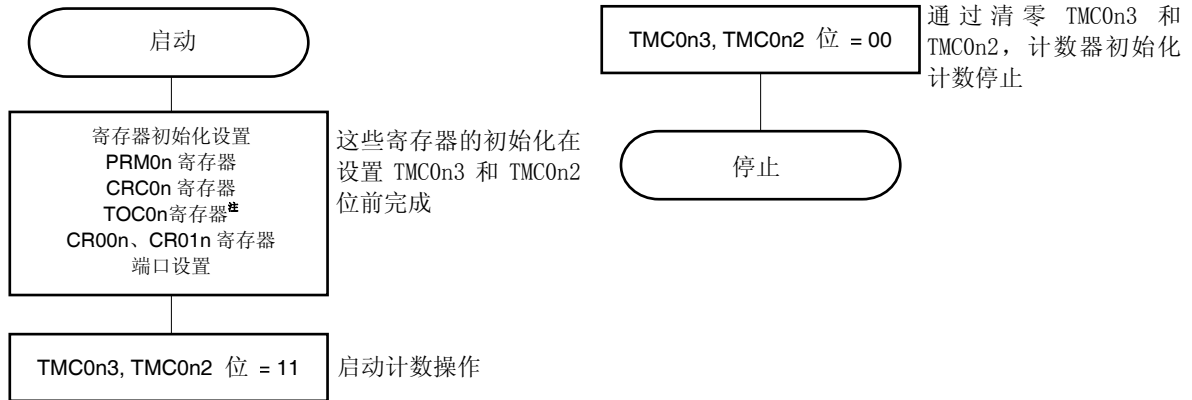 启动
寄存器初始化设置
PRM0n 寄存器
CRC0n 寄存器
TOC0n寄存器注
CR00n、CR01n 寄存器
端口设置
这些寄存器的初始化在
设置 TMC0n3 和 TMC0n2
位前完成
TMC0n3, TMC0n2 位 = 11
启动计数操作
TMC0n3, TMC0n2 位 = 00
通过清零 TMC0n3 和
TMC0n2，计数器初始化
计数停止
停止